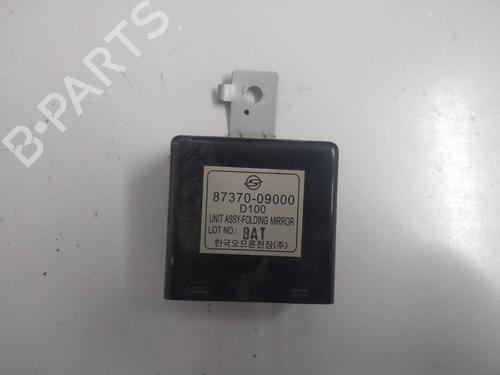 B-PARTS
87370-09000
D100
UNIT ASSY-FOLDING MIRROR
LOT NO.: BAT
한국오므론전장(주)